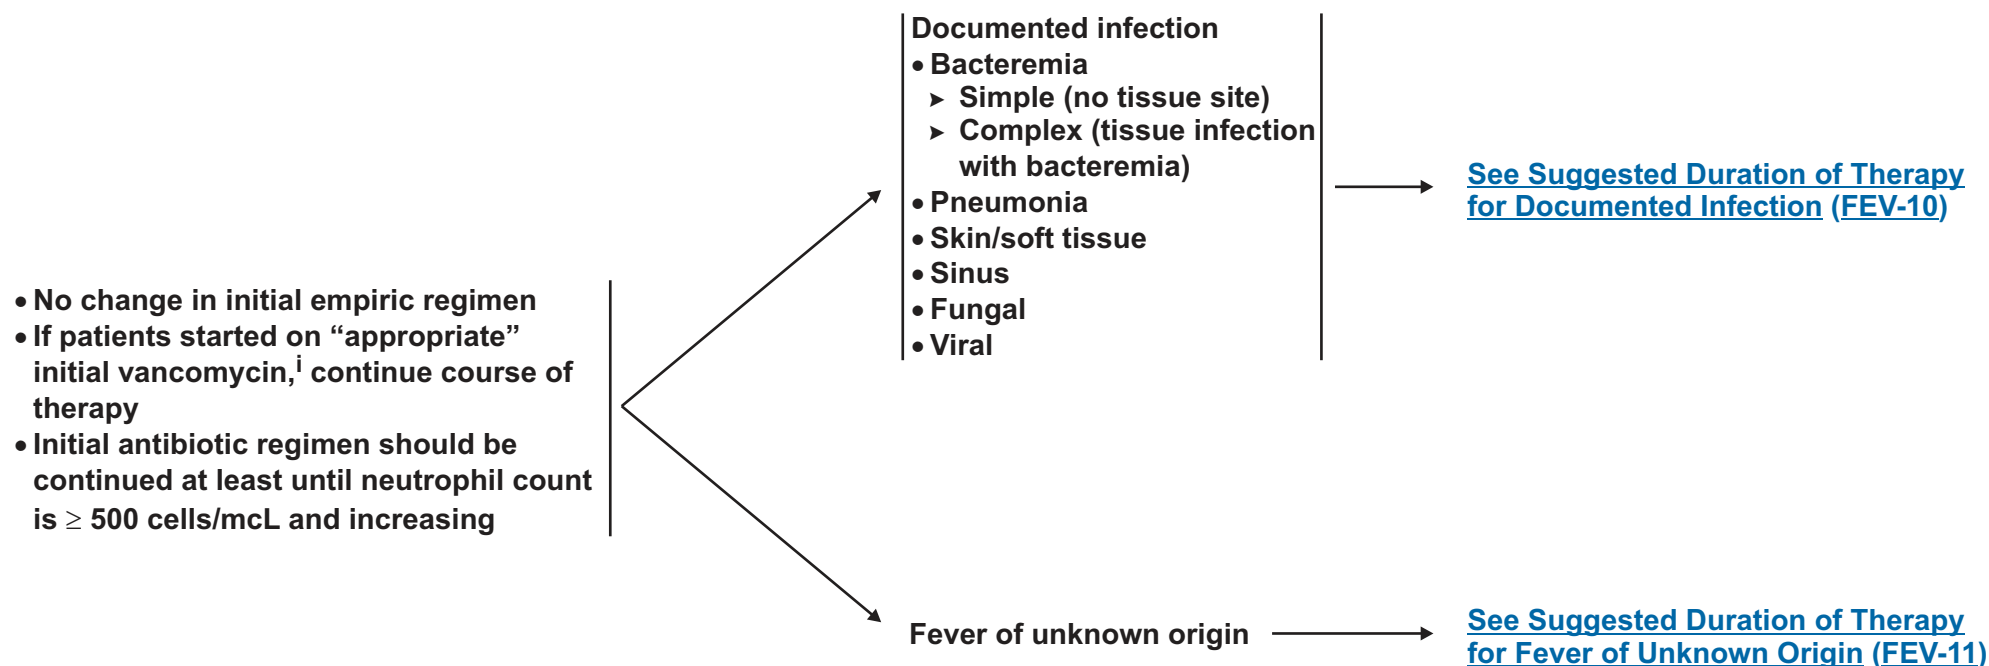 • No change in initial empiric regimen
• If patients started on “appropriate”
initial vancomycin,i continue course of
therapy
• Initial antibiotic regimen should be
continued at least until neutrophil count
is ≥ 500 cells/mcL and increasing
Documented infection
• Bacteremia
➤ Simple (no tissue site)
➤ Complex (tissue infection
with bacteremia)
• Pneumonia
• Skin/soft tissue
• Sinus
• Fungal
• Viral
See Suggested Duration of Therapy
for Documented Infection (FEV-10)
Fever of unknown origin
See Suggested Duration of Therapy
for Fever of Unknown Origin (FEV-11)